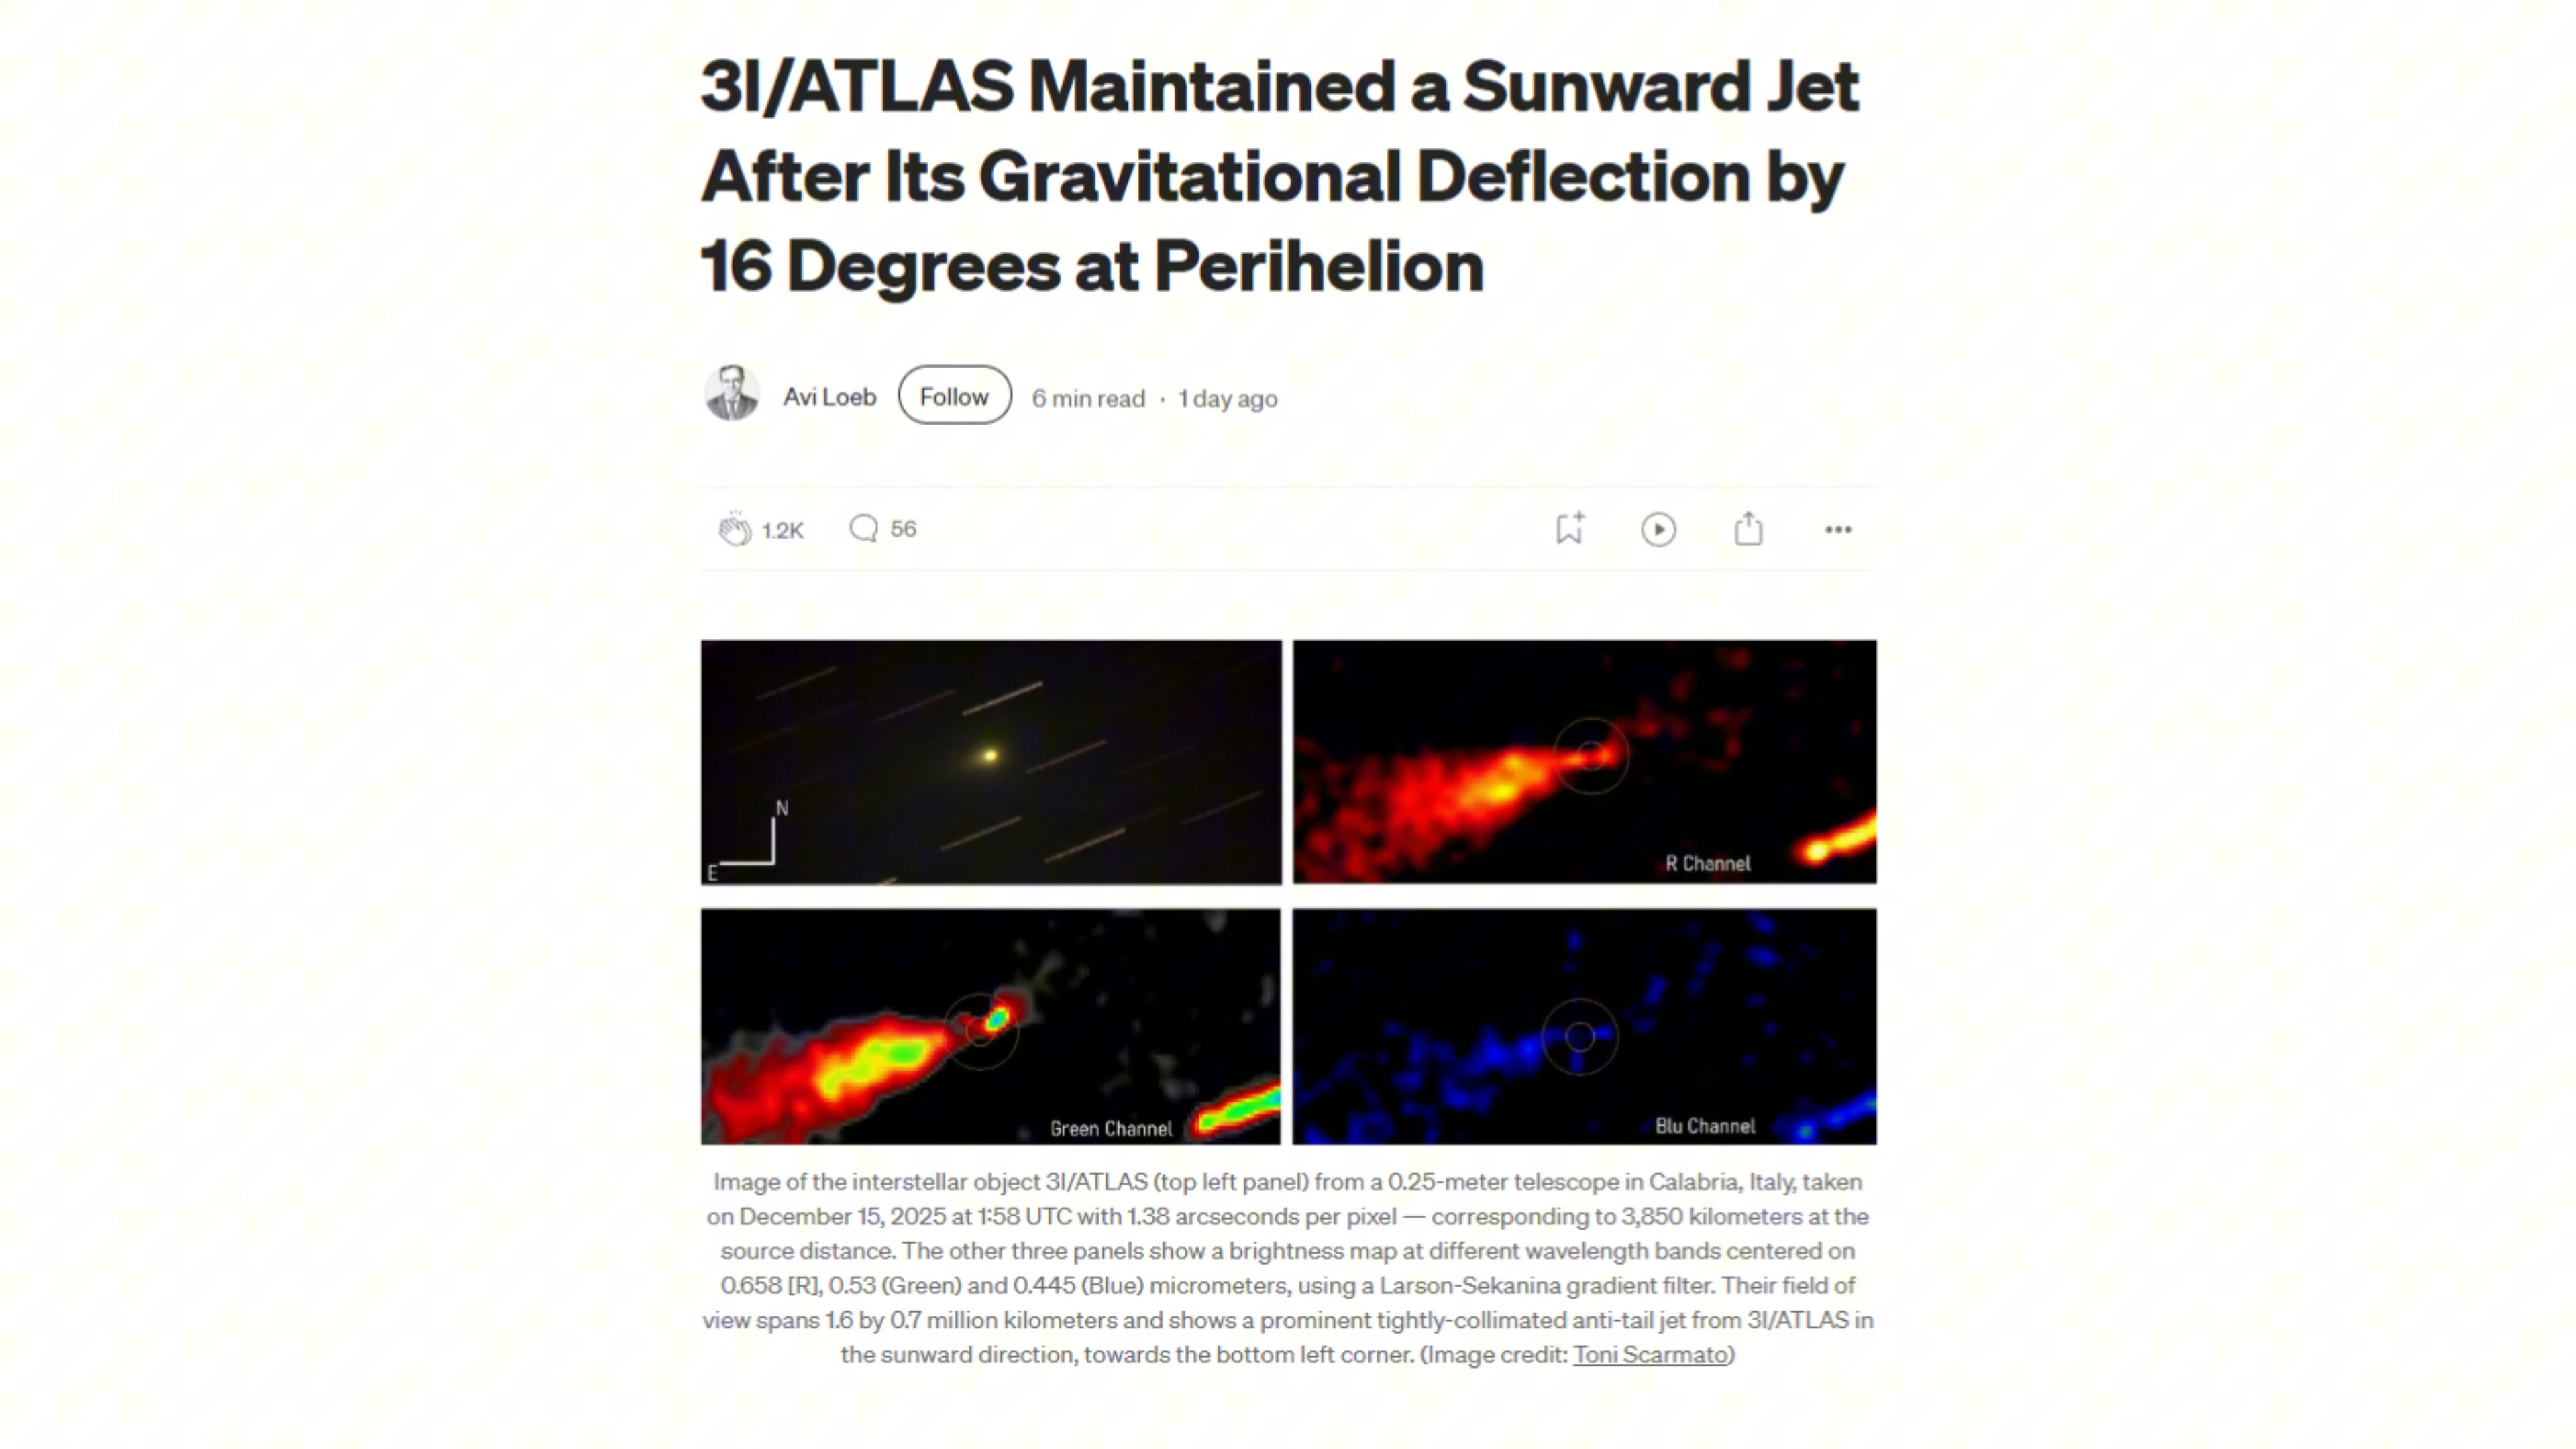 3I/ATLAS Maintained a Sunward Jet
After Its Gravitational Deflection by
16 Degrees at Perihelion
Avi Loeb Follow 6 min read · 1 day ago
1.2K 56
N
E
R Channel
Green Channel
Blu Channel
Image of the interstellar object 3I/ATLAS (top left panel) from a 0.25-meter telescope in Calabria, Italy, taken
on December 15, 2025 at 1:58 UTC with 1.38 arcseconds per pixel — corresponding to 3,850 kilometers at the
source distance. The other three panels show a brightness map at different wavelength bands centered on
0.658 [R], 0.53 (Green) and 0.445 (Blue) micrometers, using a Larson-Sekanina gradient filter. Their field of
view spans 1.6 by 0.7 million kilometers and shows a prominent tightly-collimated anti-tail jet from 3I/ATLAS in
the sunward direction, towards the bottom left corner. (Image credit: Toni Scarmato)